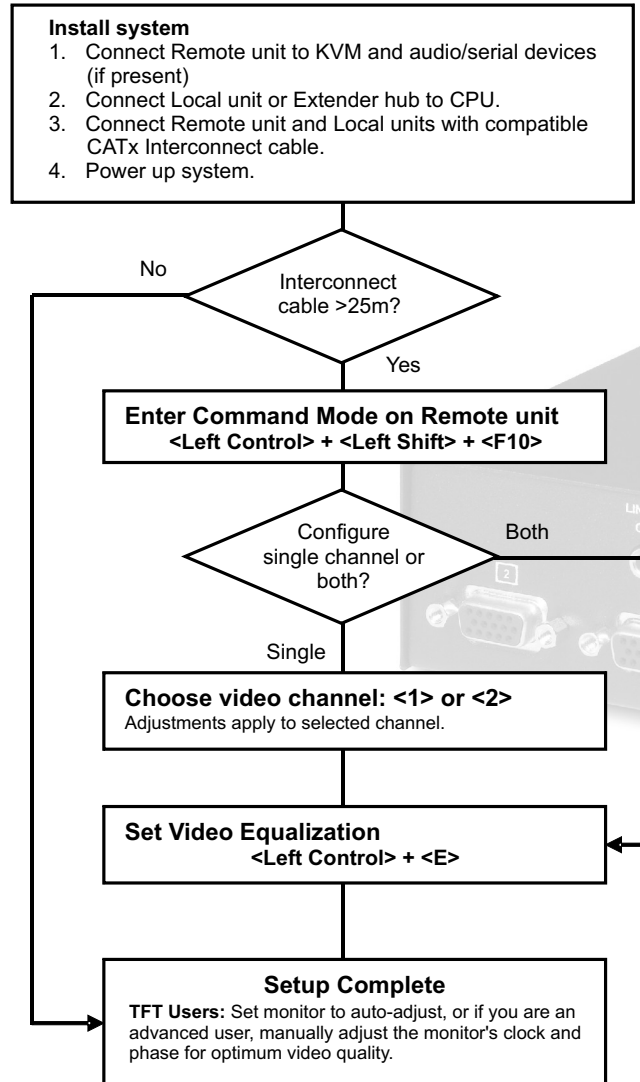 Install system
1. Connect Remote unit to KVM and audio/serial devices
(if present)
2. Connect Local unit or Extender hub to CPU.
3. Connect Remote unit and Local units with compatible
CATx Interconnect cable.
4. Power up system.
No
Interconnect
cable >25m?
Yes
Enter Command Mode on Remote unit
<Left Control> + <Left Shift> + <F10>
Configure
single channel or
both?
Both
2
Single
Choose video channel: <1> or <2>
Adjustments apply to selected channel.
Set Video Equalization
<Left Control> + <E>
Setup Complete
TFT Users: Set monitor to auto-adjust, or if you are an
advanced user, manually adjust the monitor's clock and
phase for optimum video quality.